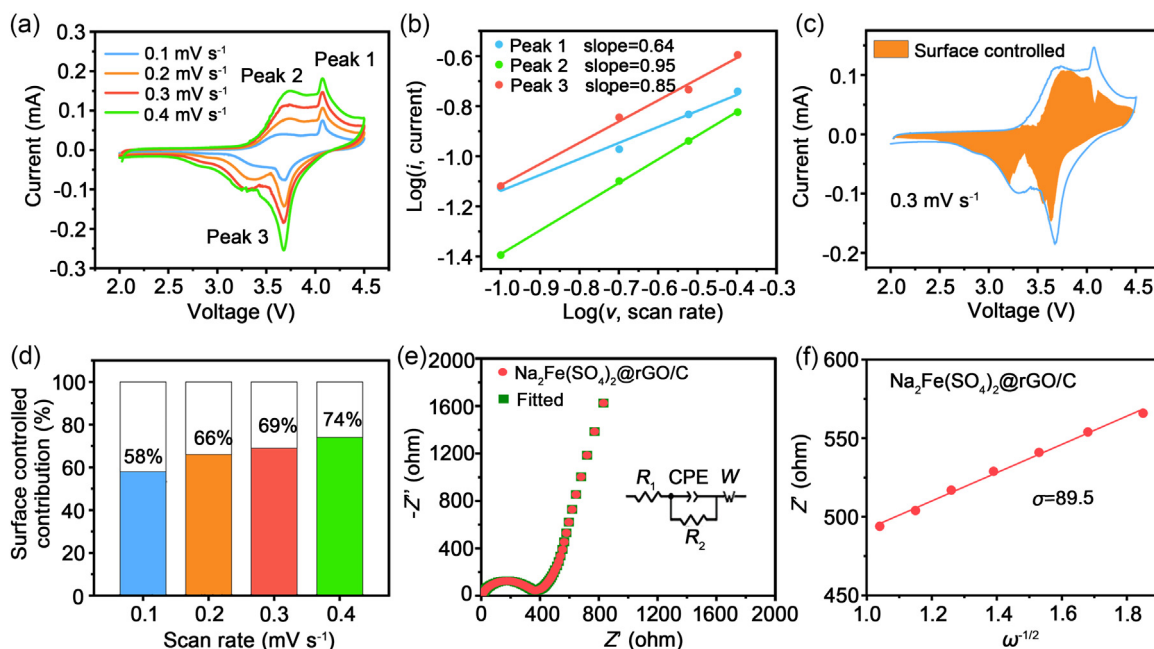 (a)
0.1 mV s⁻¹
0.2 mV s⁻¹
0.3 mV s⁻¹
0.4 mV s⁻¹
Peak 1
Peak 2
Peak 3
0.3
0.2
0.1
0.0
-0.1
-0.2
-0.3
Current (mA)
2.0 2.5 3.0 3.5 4.0 4.5
Voltage (V)
(b)
Peak 1 slope=0.64
Peak 2 slope=0.95
Peak 3 slope=0.85
-0.6
-0.8
-1.0
-1.2
-1.4
Log(i, current)
-1.0 -0.9 -0.8 -0.7 -0.6 -0.5 -0.4 -0.3
Log(v, scan rate)
(c)
Surface controlled
0.3 mV s⁻¹
0.1
0.0
-0.1
-0.2
Current (mA)
2.0 2.5 3.0 3.5 4.0 4.5
Voltage (V)
(d)
100
80
60
40
20
0
Surface controlled
contribution (%)
58%
66%
69%
74%
0.1 0.2 0.3 0.4
Scan rate (mV s⁻¹)
(e)
-2000
-1600
-1200
-800
-400
0
-Z″ (ohm)
Na₂Fe(SO₄)₂@rGO/C
Fitted
R₁ CPE W
R₂
0 400 800 1200 1600 2000
Z′ (ohm)
(f)
600
550
500
450
Z′ (ohm)
Na₂Fe(SO₄)₂@rGO/C
σ=89.5
1.0 1.2 1.4 1.6 1.8
ω⁻¹/²